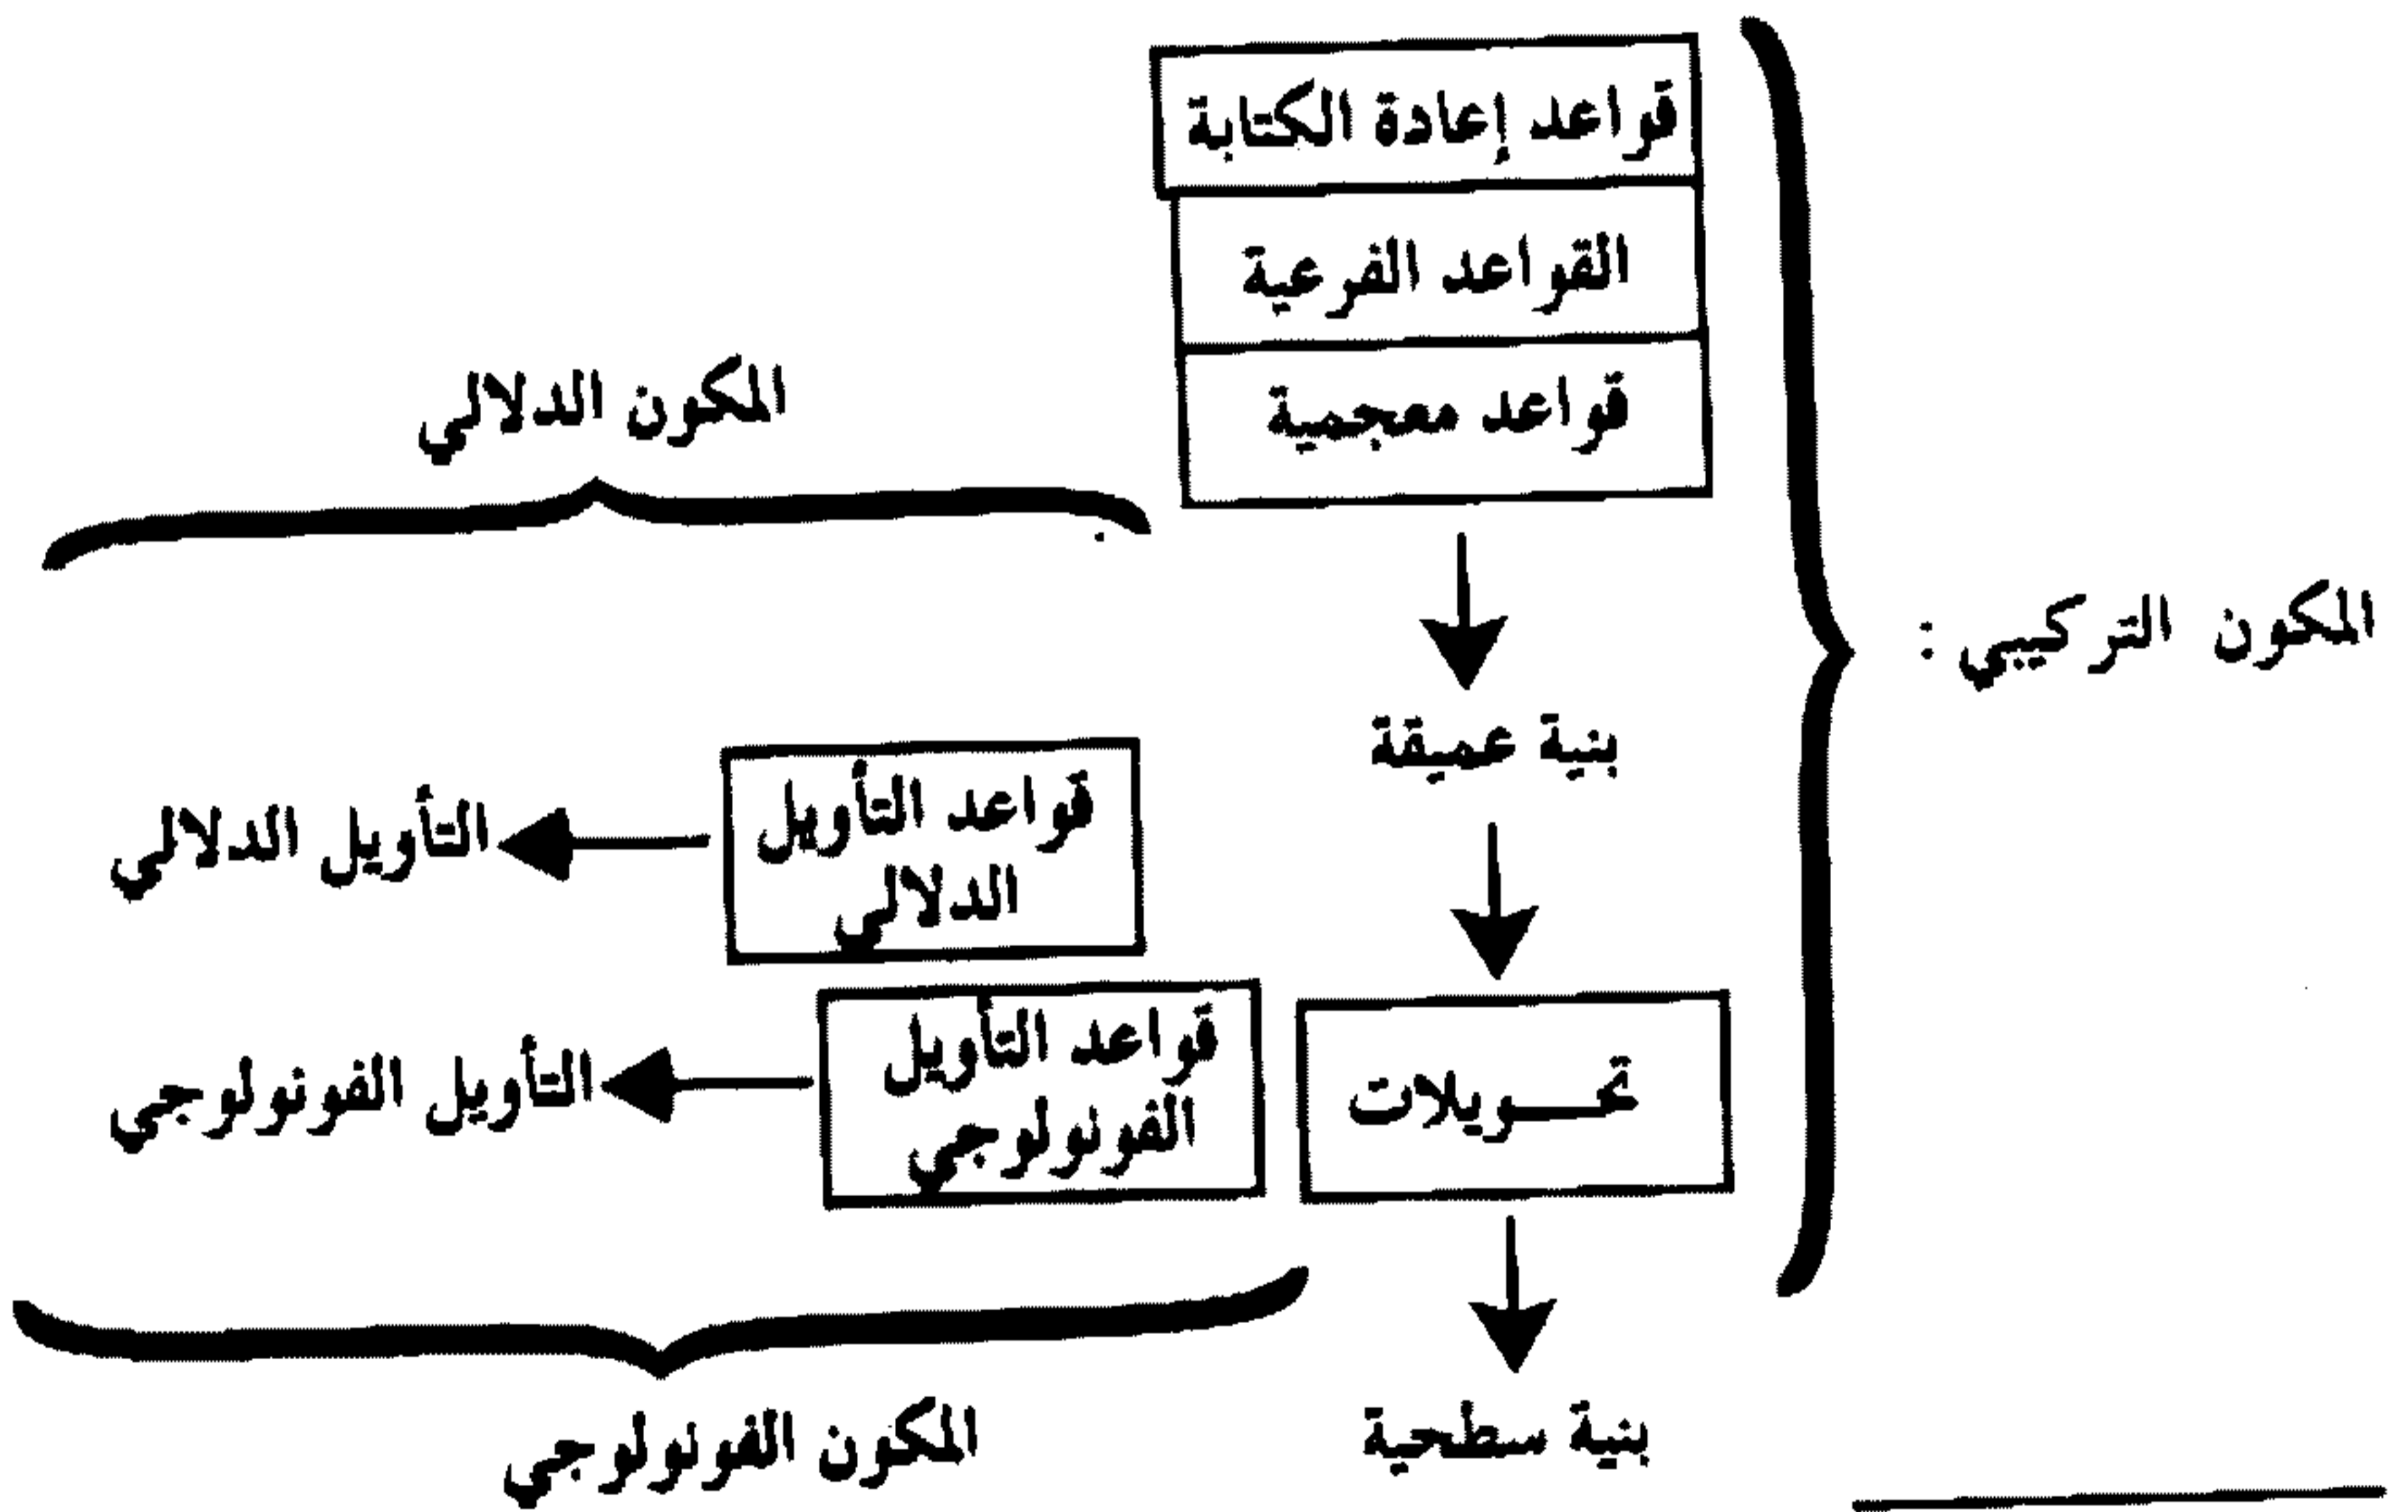 قواعد إعادة الكتابة
القواعد الفرعية
قواعد معجمية
المكون الدلالي
المكون التركيبي :
بنية عميقة
قواعد التأويل
الدلالي
التأويل الدلالي
تحـويلات
قواعد التأويل
الفونولوجي
التأويل الفونولوجي
بنية سطحية
المكون الفونولوجي